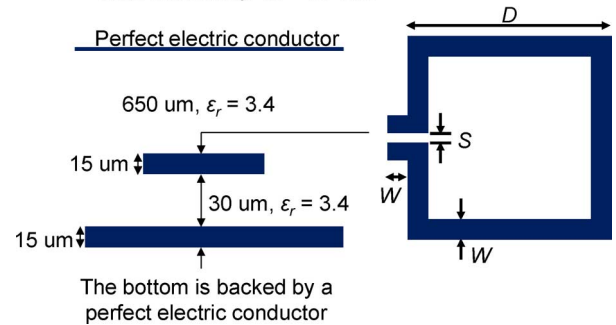 Perfect electric conductor
D
650 um, εr = 3.4
S
15 um
W
30 um, εr = 3.4
15 um
W
The bottom is backed by a
perfect electric conductor